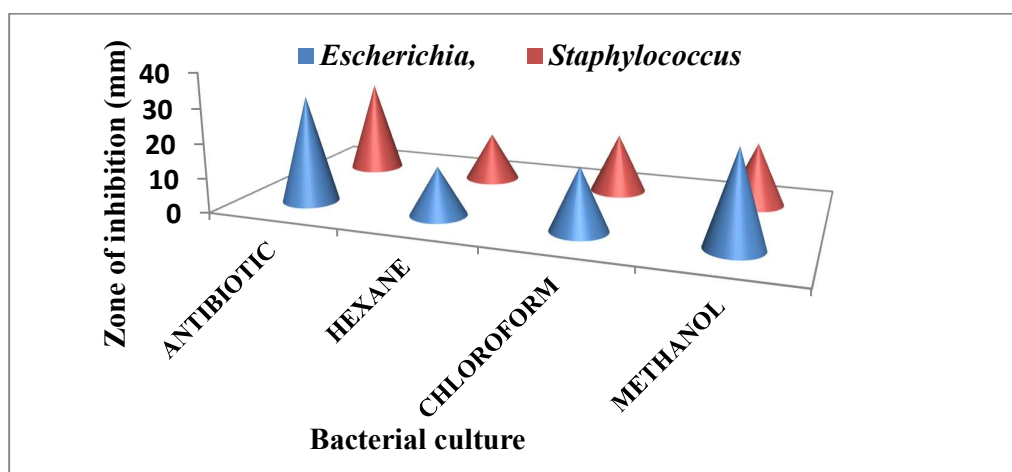 Escherichia, Staphylococcus
Zone of inhibition (mm)
40
30
20
10
0
ANTIBIOTIC
HEXANE
CHLOROFORM
METHANOL
Bacterial culture